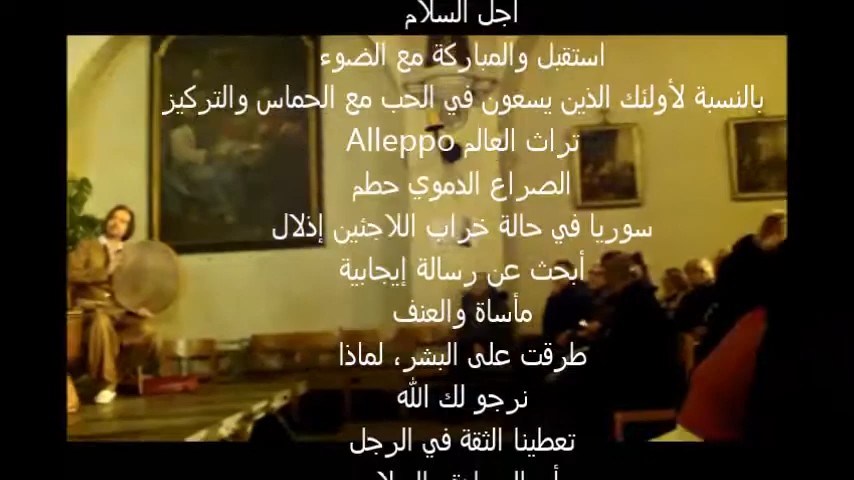 أجل السلام
استقبل والمباركة مع الضوء
بالنسبة لأولئك الذين يسعون في الحب مع الحماس والتركيز
تراث العالم Alleppo
الصراع الدموي حطم
سوريا في حالة خراب اللاجئين إذلال
أبحث عن رسالة إيجابية
مأساة والعنف
طرقت على البشر، لماذا
نرجو لك الله
تعطينا الثقة في الرجل